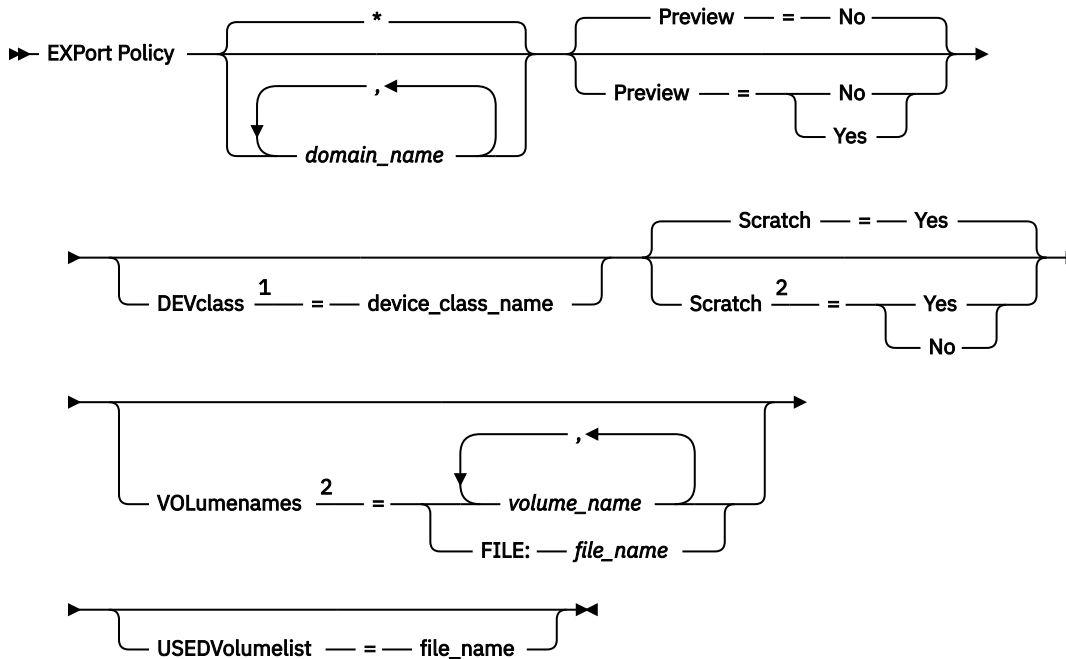 *
Preview = No
EXPort Policy
,
domain_name
Preview = No
Yes
Scratch = Yes
DEVclass 1 = device_class_name
Scratch 2 = Yes
No
,
VOLumenames 2 = volume_name
FILE: file_name
USEDVolumelist = file_name